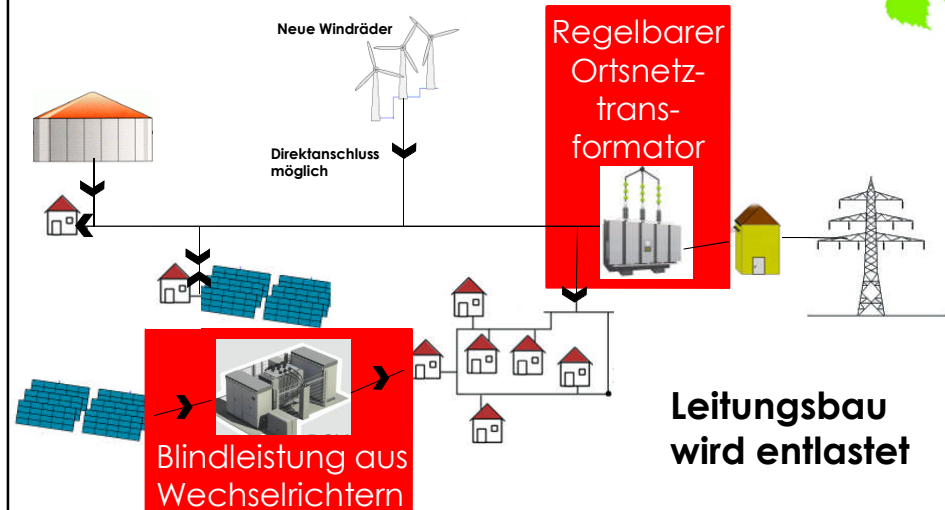 Neue Windräder
Regelbarer
Ortsnetz-
trans-
formator
Direktanschluss
möglich
Blindleistung aus
Wechselrichtern
Leitungsbau
wird entlastet